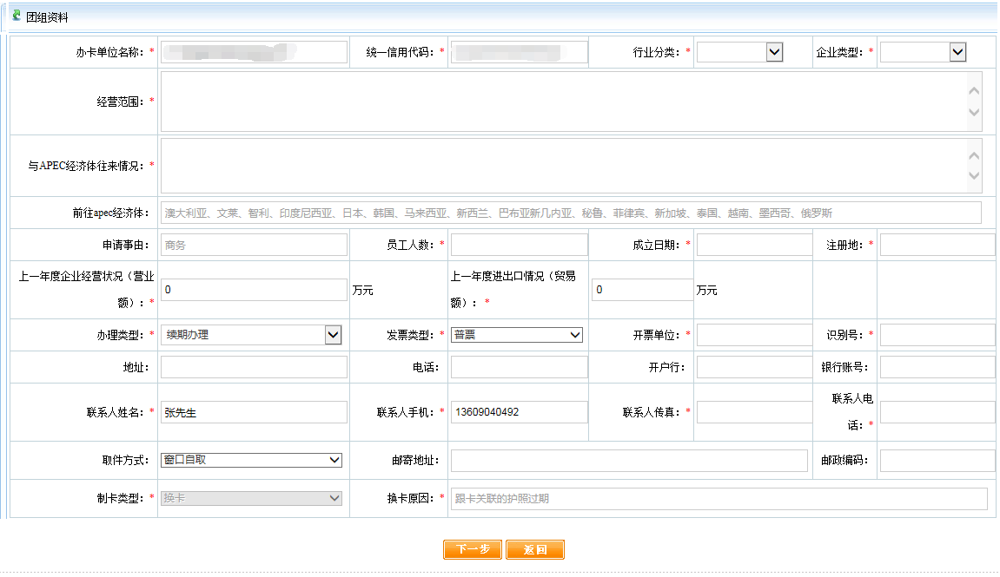 团组资料
办卡单位名称：*
统一信用代码：*
行业分类：*
企业类型：*
经营范围：*
与APEC经济体往来情况：*
前往apec经济体：
澳大利亚、文莱、智利、印度尼西亚、日本、韩国、马来西亚、新西兰、巴布亚新几内亚、秘鲁、菲律宾、新加坡、泰国、越南、墨西哥、俄罗斯
申请事由：
商务
员工人数：*
成立日期：*
注册地：*
上一年度企业经营状况（营业
额）：*
0
万元
上一年度进出口情况（贸易
额）：*
0
万元
办理类型：*
续期办理
发票类型：*
普票
开票单位：*
识别号：*
地址：
电话：
开户行：
银行账号：
联系人姓名：*
张先生
联系人手机：*
13609040492
联系人传真：*
联系人电
话：*
取件方式：
窗口自取
邮寄地址：
邮政编码：
制卡类型：*
换卡
换卡原因：*
跟卡关联的护照过期
下一步
返回